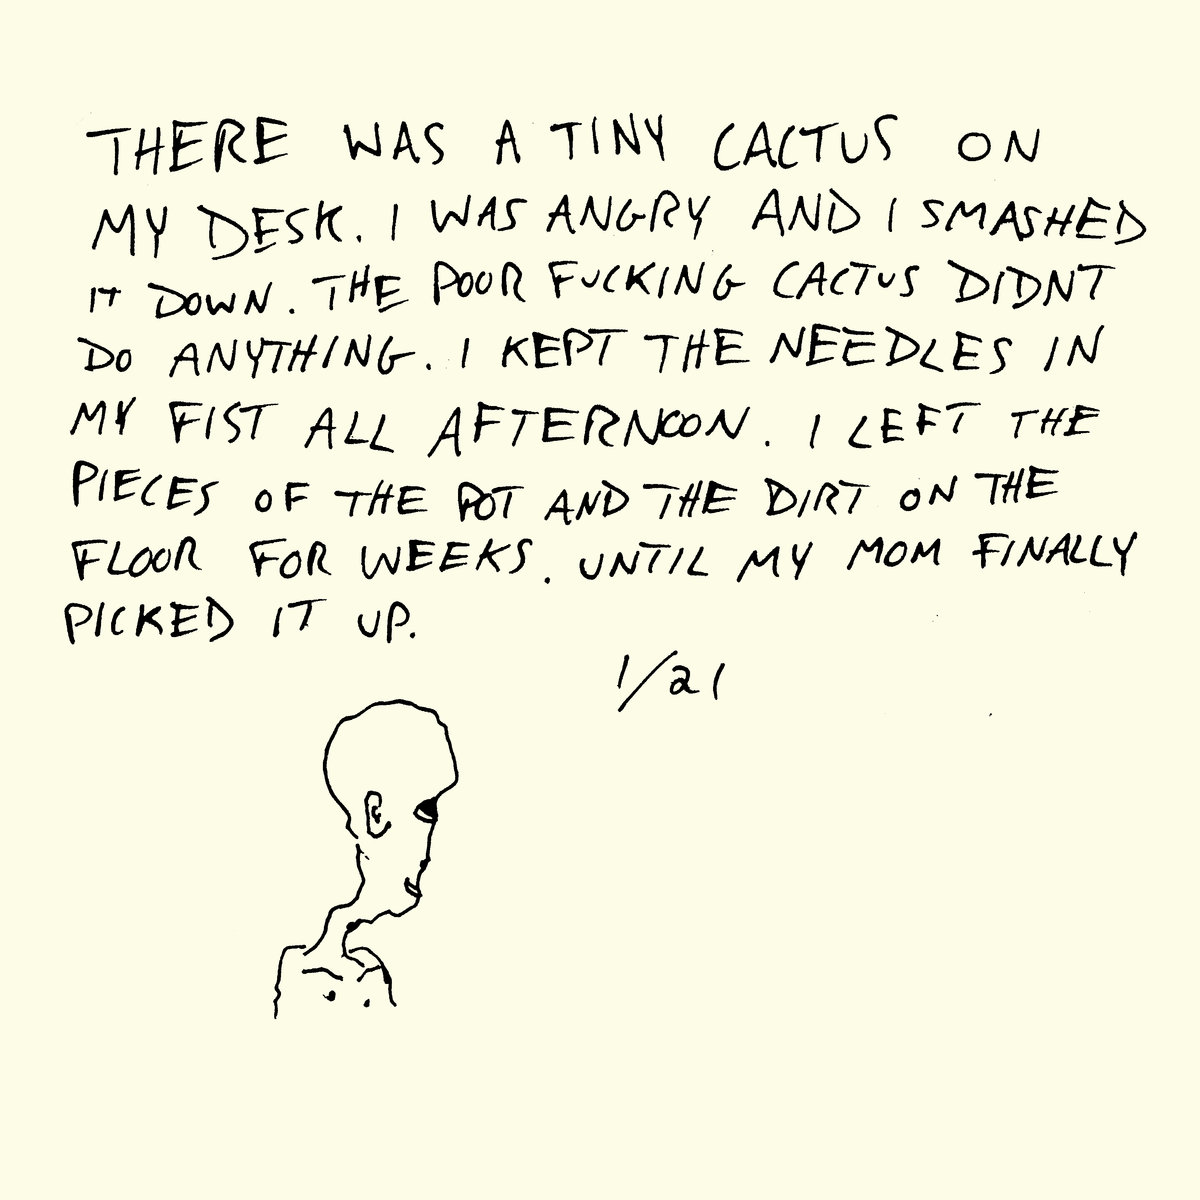 THERE WAS A TINY CACTUS ON
MY DESK. I WAS ANGRY AND I SMASHED
IT DOWN. THE POOR FUCKING CACTUS DIDNT
DO ANYTHING. I KEPT THE NEEDLES IN
MY FIST ALL AFTERNOON. I LEFT THE
PIECES OF THE POT AND THE DIRT ON THE
FLOOR FOR WEEKS. UNTIL MY MOM FINALLY
PICKED IT UP.
1/21